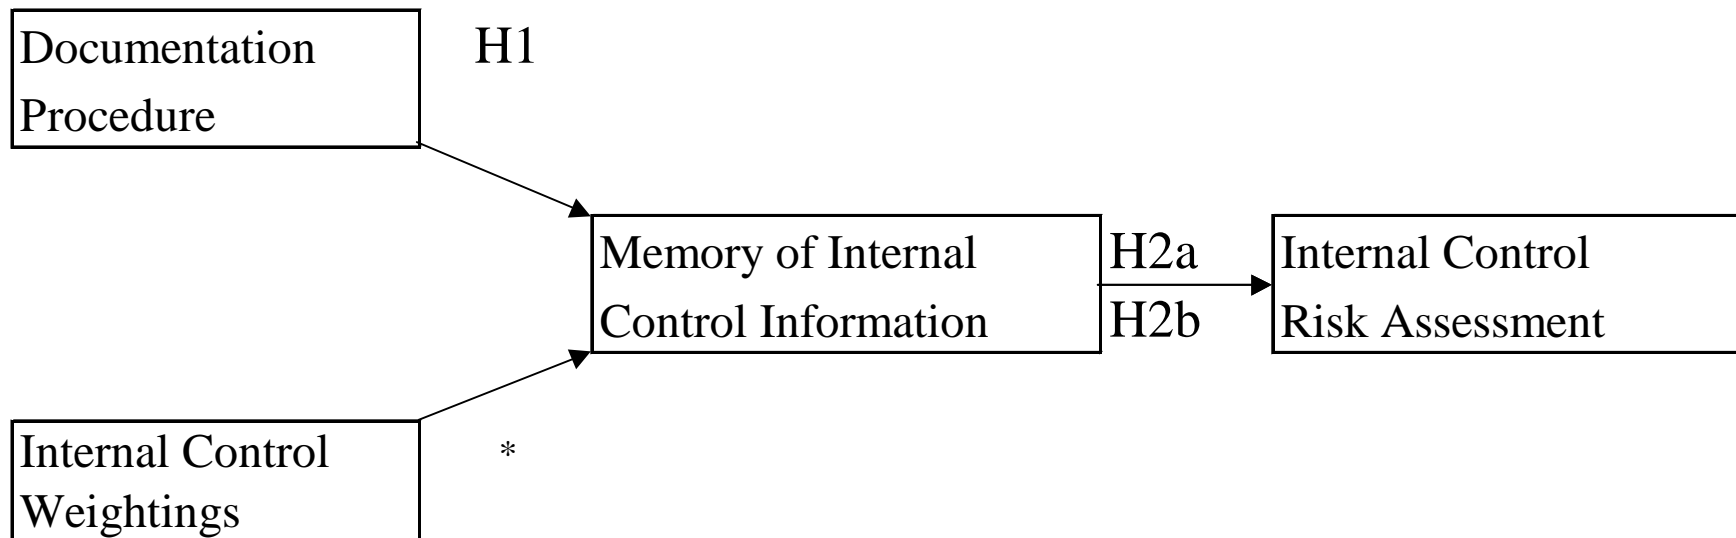 Documentation
Procedure
H1
Memory of Internal
Control Information
H2a
H2b
Internal Control
Risk Assessment
Internal Control
Weightings
*